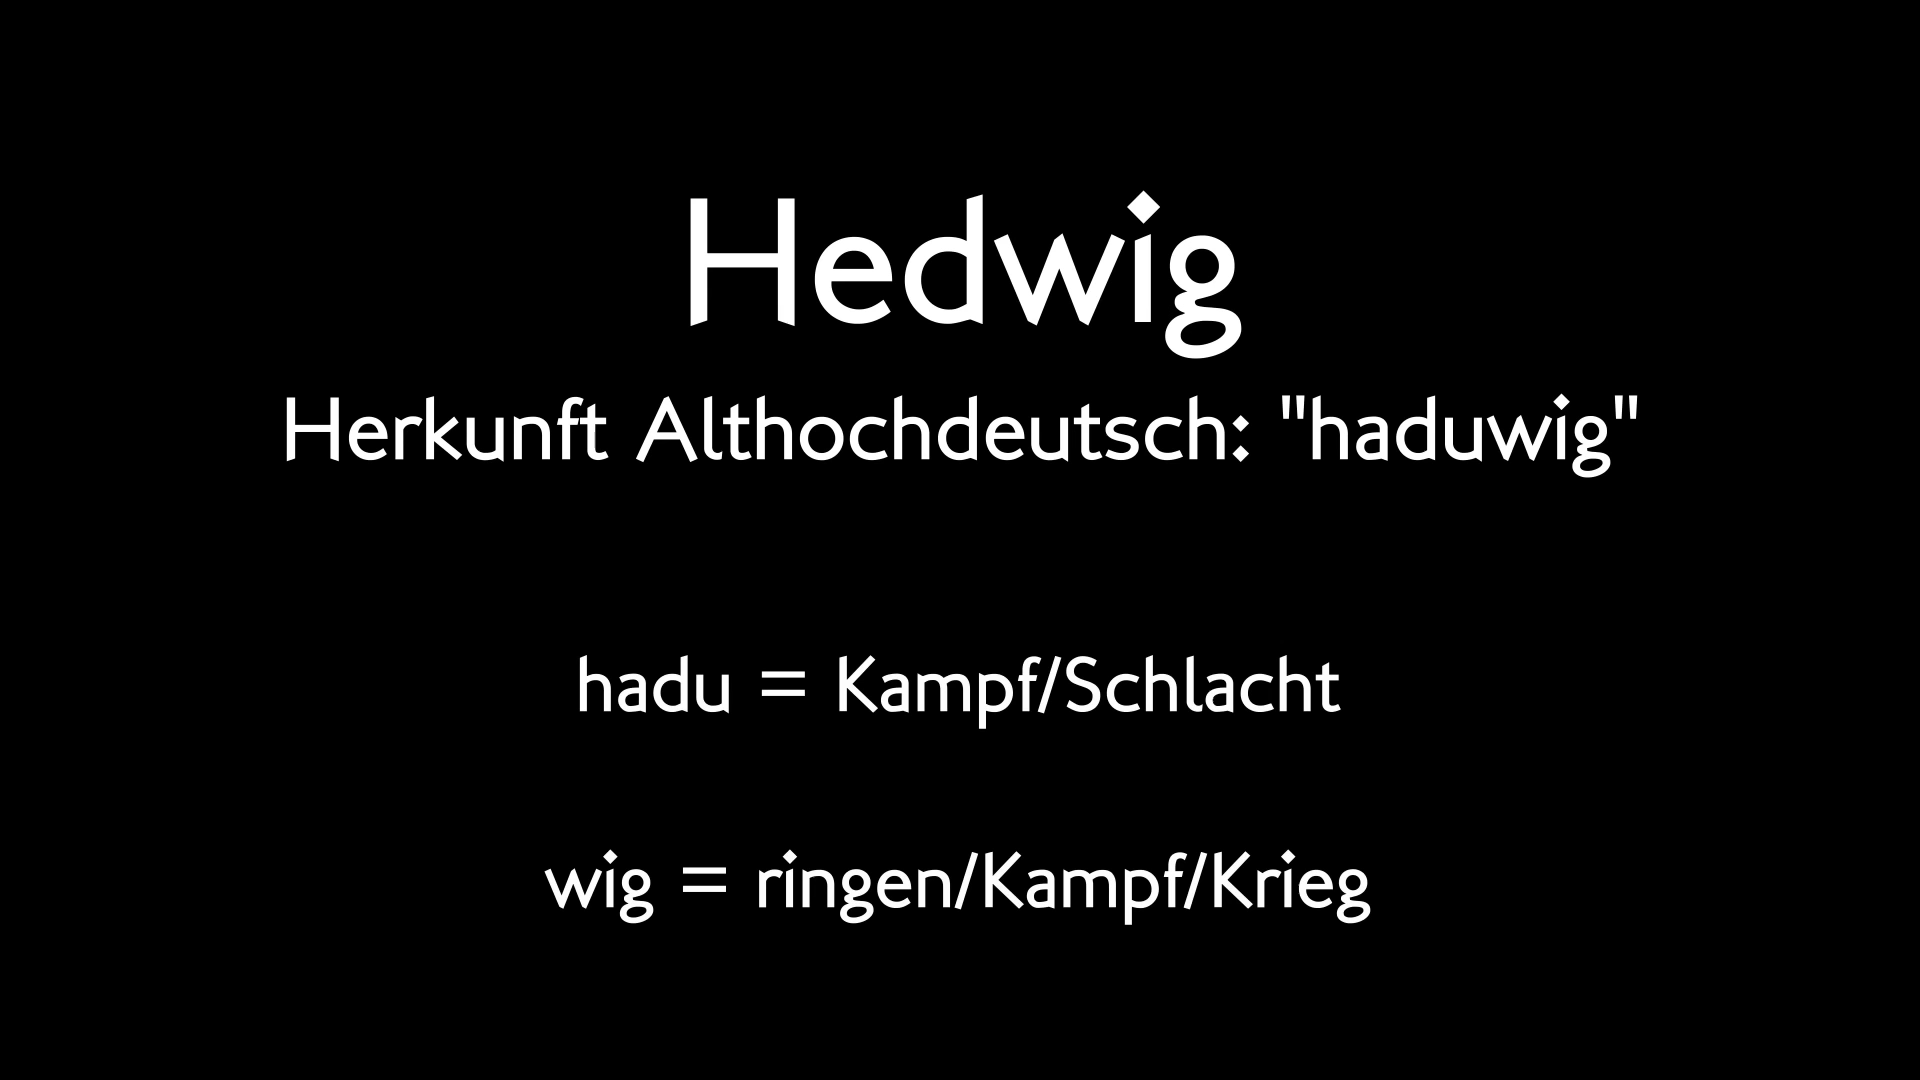 Hedwig
Herkunft Althochdeutsch: "haduwig"
hadu = Kampf/Schlacht
wig = ringen/Kampf/Krieg